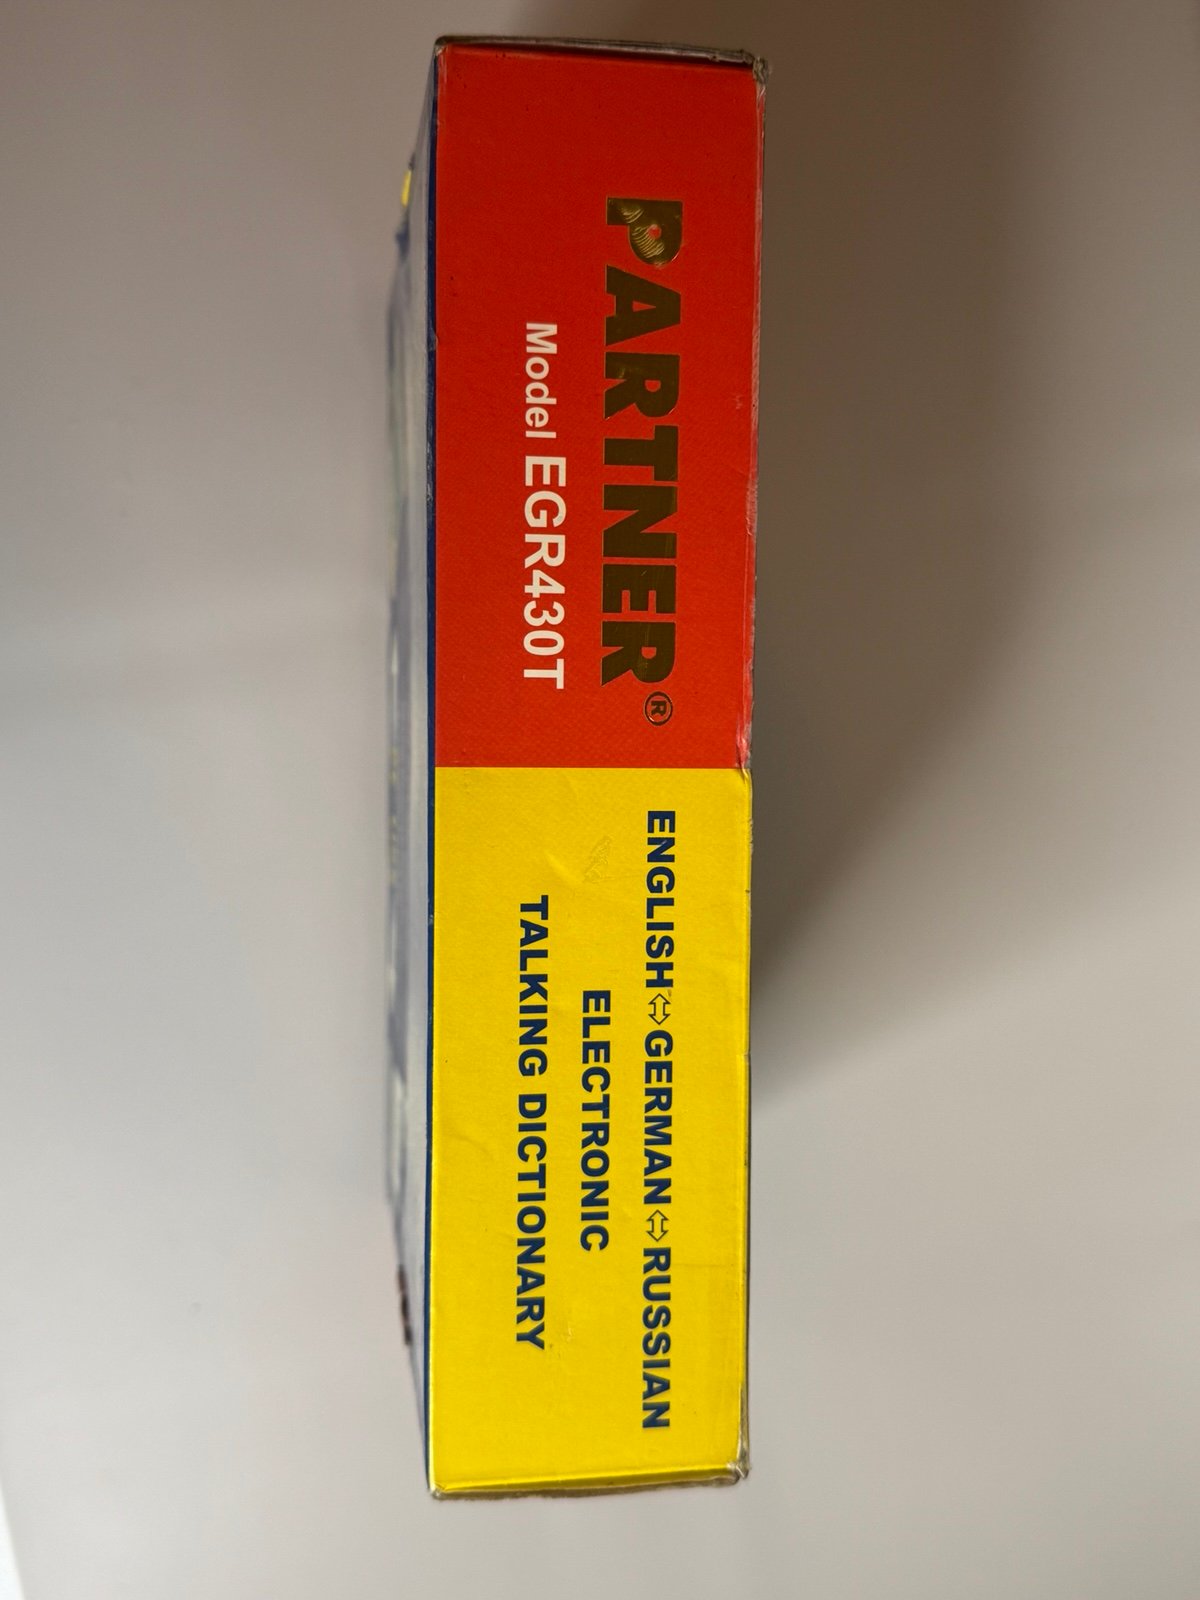 PARTNER®
Model EGR430T
ENGLISH⇔GERMAN⇔RUSSIAN
ELECTRONIC
TALKING DICTIONARY